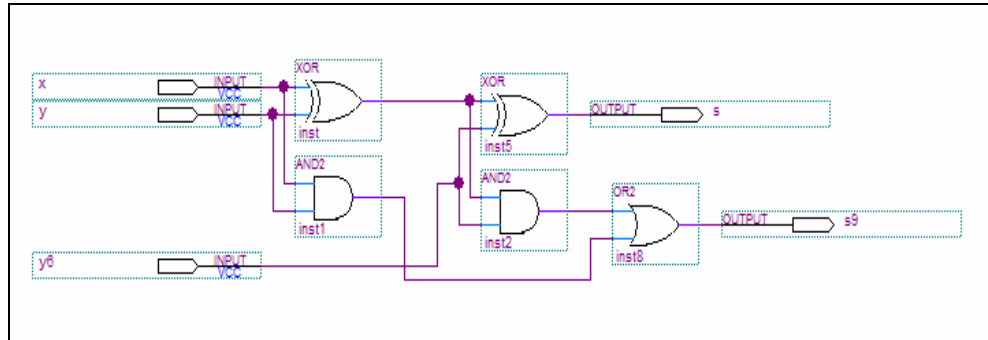 XOR
x
INPUT
VCC
y
INPUT
VCC
inst
XOR
OUTPUT
s
inst5
AND2
inst1
AND2
inst2
OR2
OUTPUT
s9
inst8
y6
INPUT
VCC